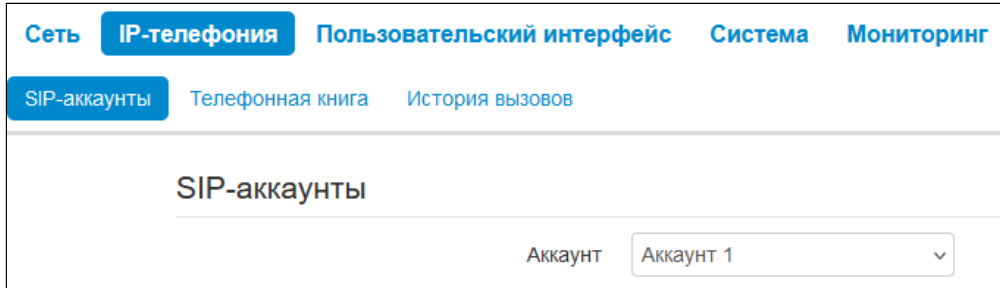 Сеть IP-телефония Пользовательский интерфейс Система Мониторинг
SIP-аккаунты Телефонная книга История вызовов
SIP-аккаунты
Аккаунт Аккаунт 1